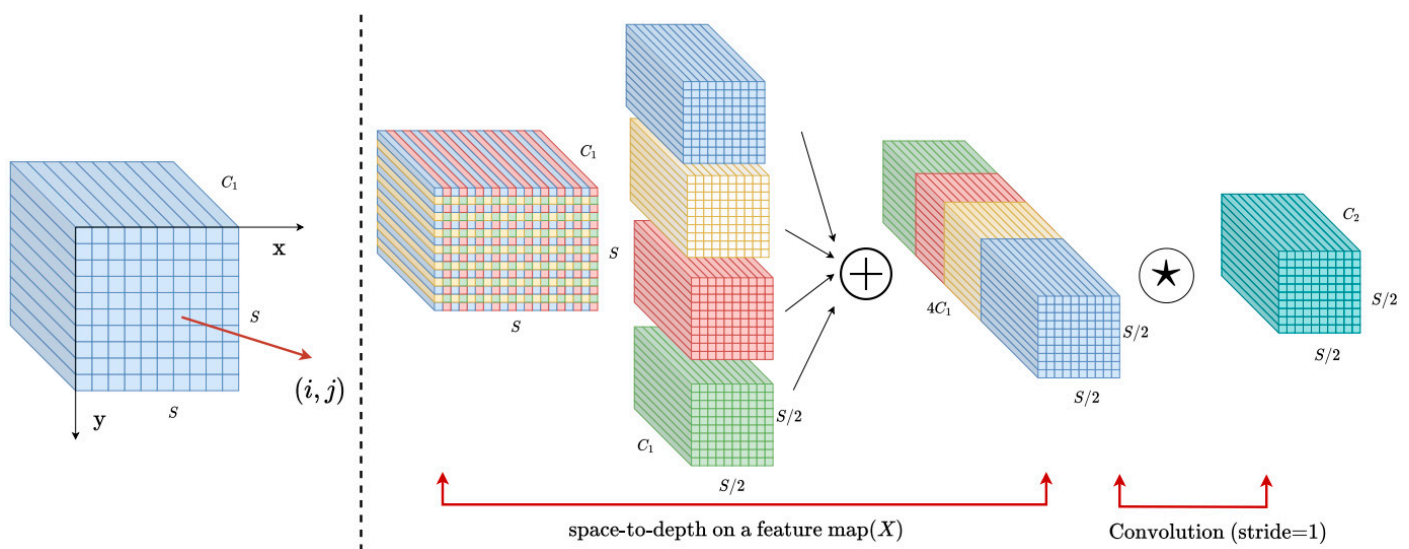 C₁
x
S
(i, j)
S
y
C₁
S
S
C₁
S/2
S/2
4C₁
S/2
S/2
C₂
S/2
S/2
space-to-depth on a feature map(X)
Convolution (stride=1)